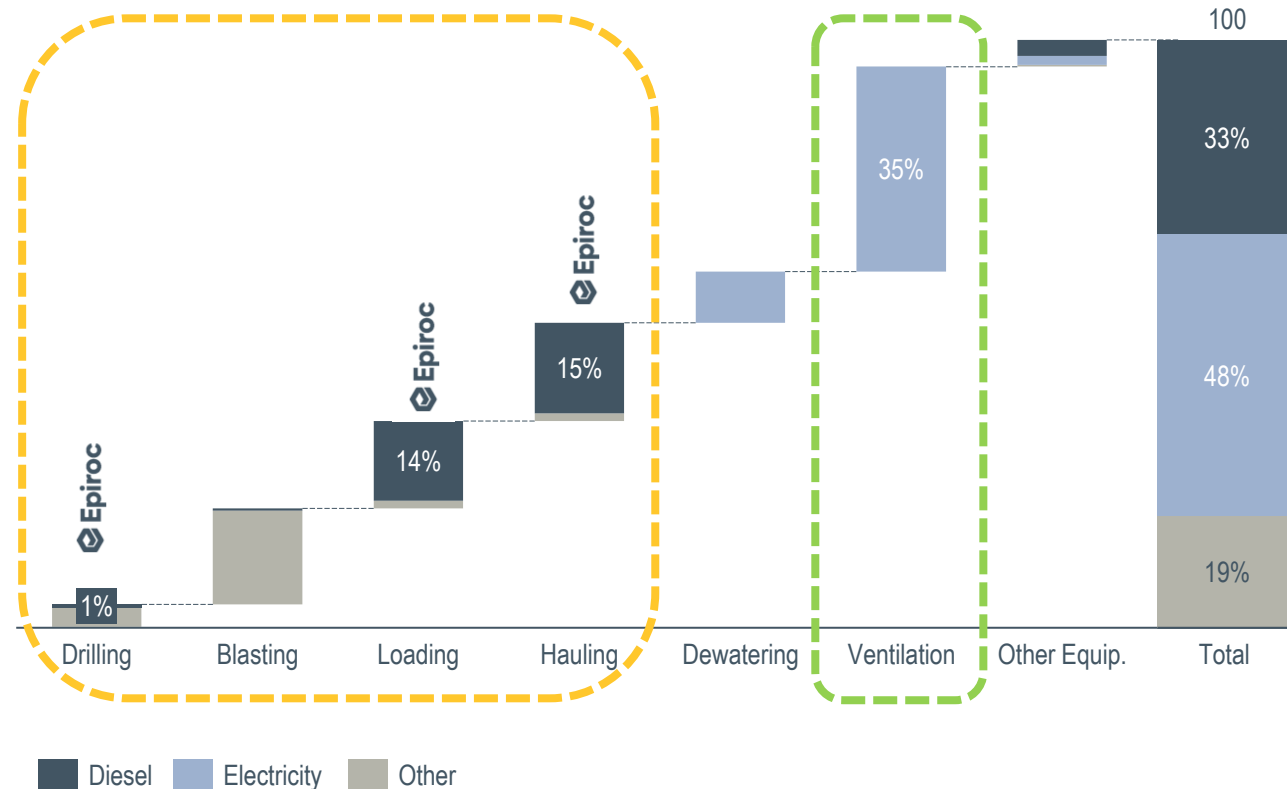 100
33%
35%
Epiroc
Epiroc
15%
48%
Epiroc
14%
19%
1%
Drilling Blasting Loading Hauling Dewatering Ventilation Other Equip. Total
Diesel Electricity Other